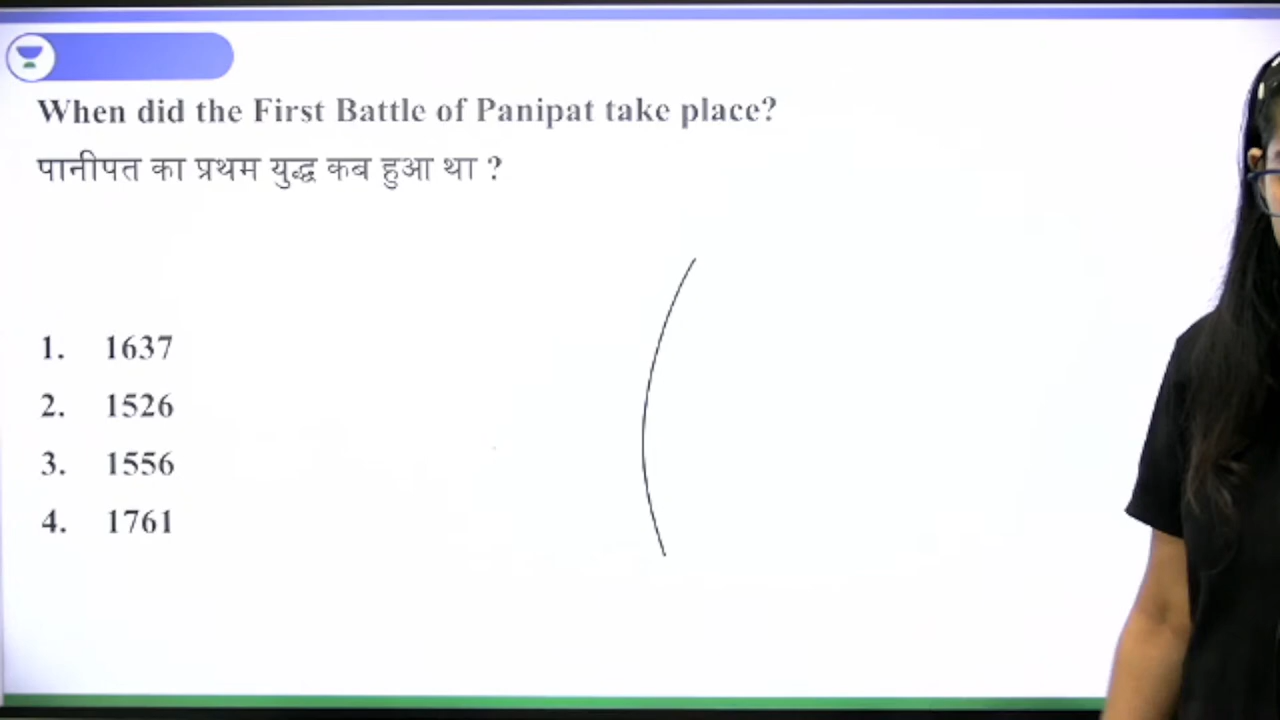 When did the First Battle of Panipat take place?
पानीपत का प्रथम युद्ध कब हुआ था ?
1. 1637
2. 1526
3. 1556
4. 1761